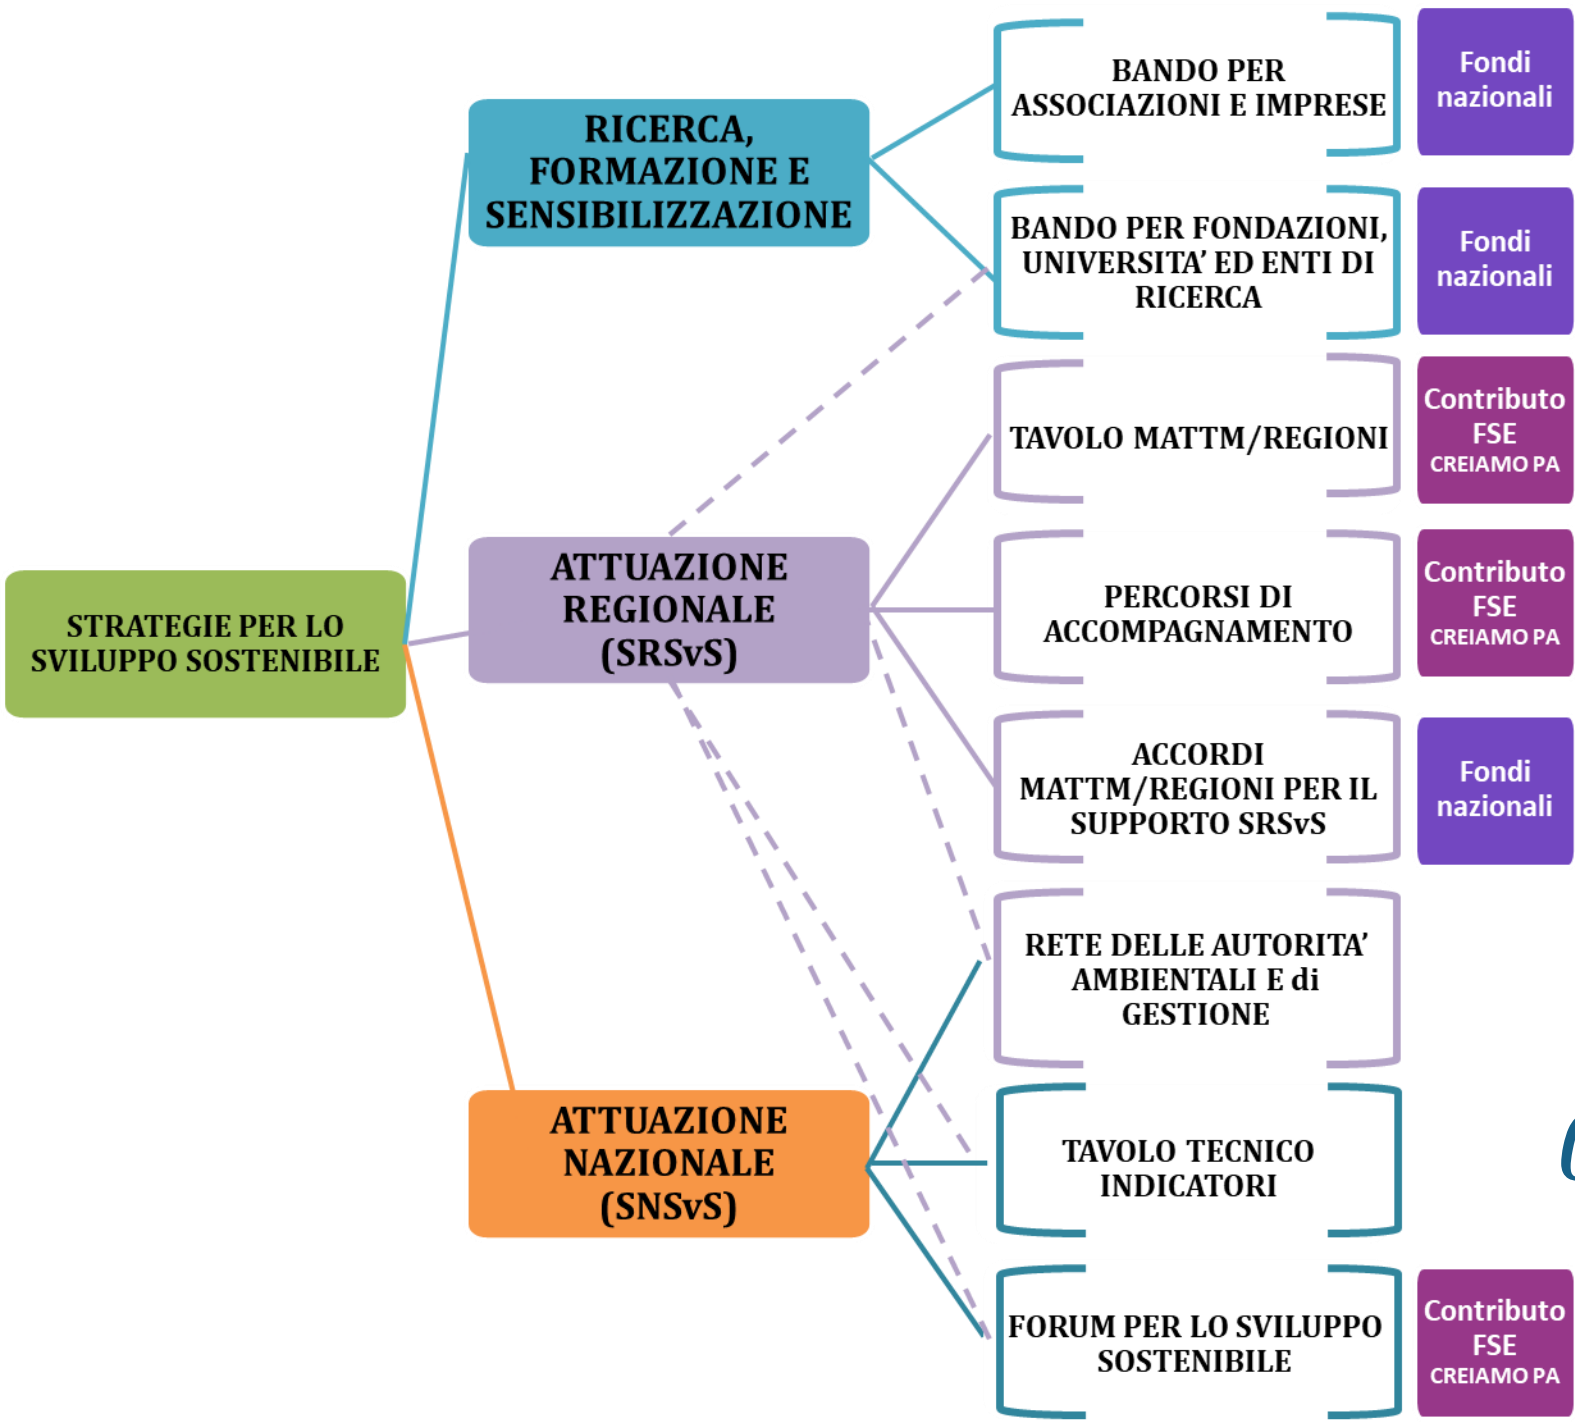 STRATEGIE PER LO
SVILUPPO SOSTENIBILE
RICERCA,
FORMAZIONE E
SENSIBILIZZAZIONE
BANDO PER
ASSOCIAZIONI E IMPRESE
Fondi
nazionali
BANDO PER FONDAZIONI,
UNIVERSITA’ ED ENTI DI
RICERCA
Fondi
nazionali
ATTUAZIONE
REGIONALE
(SRSvS)
TAVOLO MATTM/REGIONI
Contributo
FSE
CREIAMO PA
PERCORSI DI
ACCOMPAGNAMENTO
Contributo
FSE
CREIAMO PA
ACCORDI
MATTM/REGIONI PER IL
SUPPORTO SRSvS
Fondi
nazionali
RETE DELLE AUTORITA’
AMBIENTALI E di
GESTIONE
ATTUAZIONE
NAZIONALE
(SNSvS)
TAVOLO TECNICO
INDICATORI
FORUM PER LO SVILUPPO
SOSTENIBILE
Contributo
FSE
CREIAMO PA